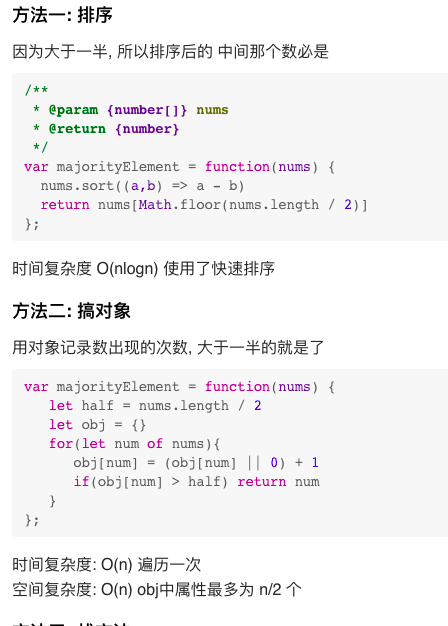 方法一: 排序
因为大于一半, 所以排序后的 中间那个数必是
/**
 * @param {number[]} nums
 * @return {number}
 */
var majorityElement = function(nums) {
  nums.sort((a,b) => a - b)
  return nums[Math.floor(nums.length / 2)]
};
时间复杂度 O(nlogn) 使用了快速排序
方法二: 搞对象
用对象记录数出现的次数, 大于一半的就是了
var majorityElement = function(nums) {
   let half = nums.length / 2
   let obj = {}
   for(let num of nums){
      obj[num] = (obj[num] || 0) + 1
      if(obj[num] > half) return num
   }
};
时间复杂度: O(n) 遍历一次
空间复杂度: O(n) obj中属性最多为 n/2 个